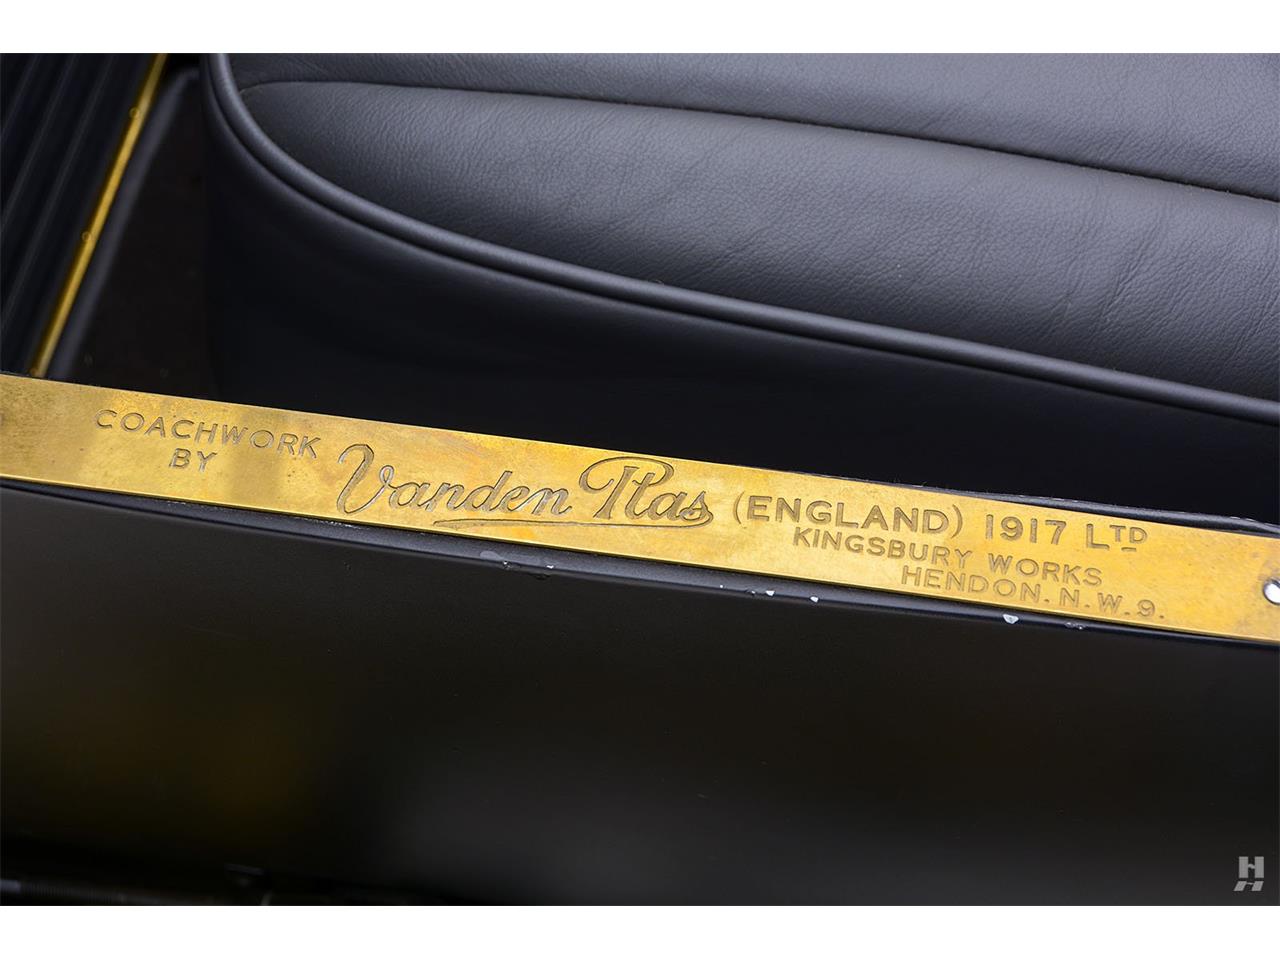 COACHWORK
BY
Vanden Plas (ENGLAND) 1917 LTD
KINGSBURY WORKS
HENDON. N.W.9.
H